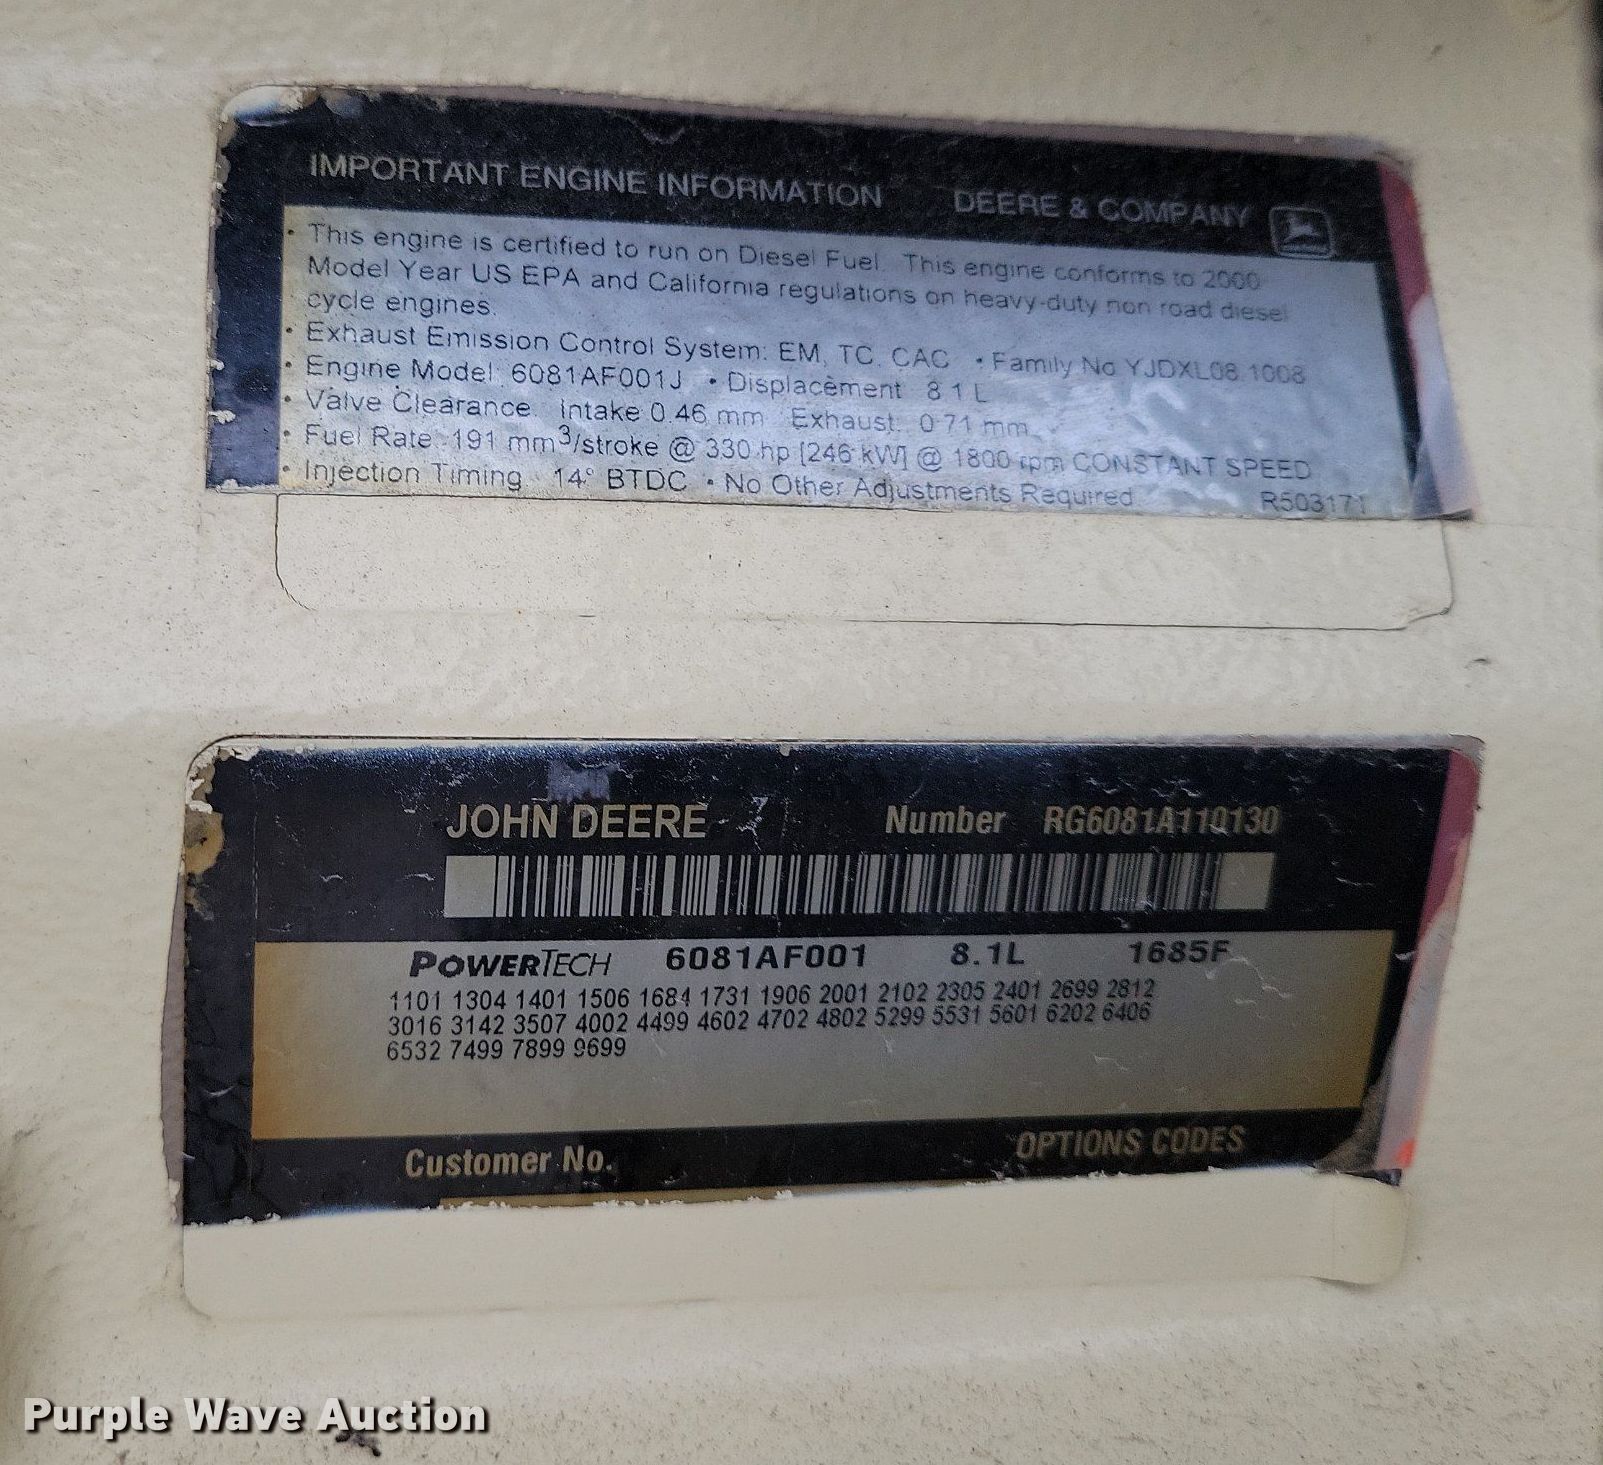 IMPORTANT ENGINE INFORMATION DEERE & COMPANY
• This engine is certified to run on Diesel Fuel. This engine conforms to 2000
Model Year US EPA and California regulations on heavy-duty non road diesel
cycle engines.
• Exhaust Emission Control System: EM, TC, CAC • Family No YJDXL08.1008
• Engine Model 6081AF001J • Displacement 8.1 L
• Valve Clearance. Intake 0.46 mm Exhaust: 0.71 mm
• Fuel Rate: 191 mm³/stroke @ 330 hp [246 kW] @ 1800 rpm CONSTANT SPEED
• Injection Timing 14° BTDC • No Other Adjustments Required R503171
JOHN DEERE Number RG6081A110130
POWERTECH 6081AF001 8.1L 1685F
1101 1304 1401 1506 1684 1731 1906 2001 2102 2305 2401 2699 2812
3016 3142 3507 4002 4499 4602 4702 4802 5299 5531 5601 6202 6406
6532 7499 7899 9699
Customer No. OPTIONS CODES
Purple Wave Auction